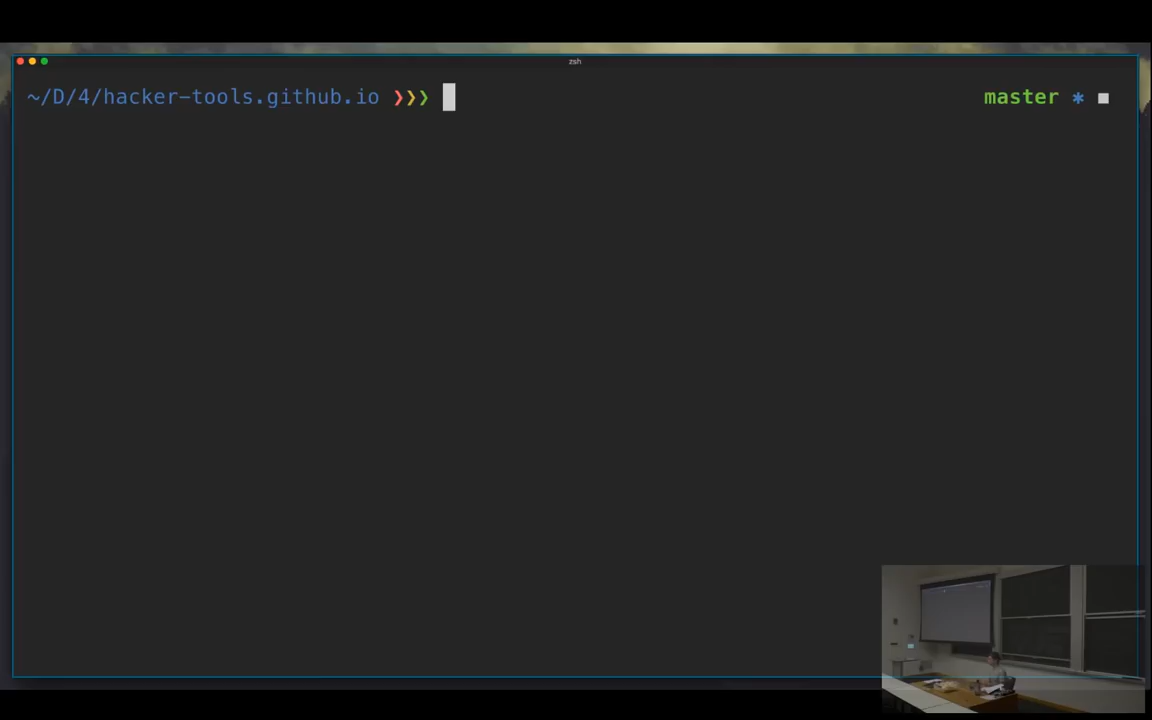 zsh
~/D/4/hacker-tools.github.io ❯❯❯ master ✱ ◼